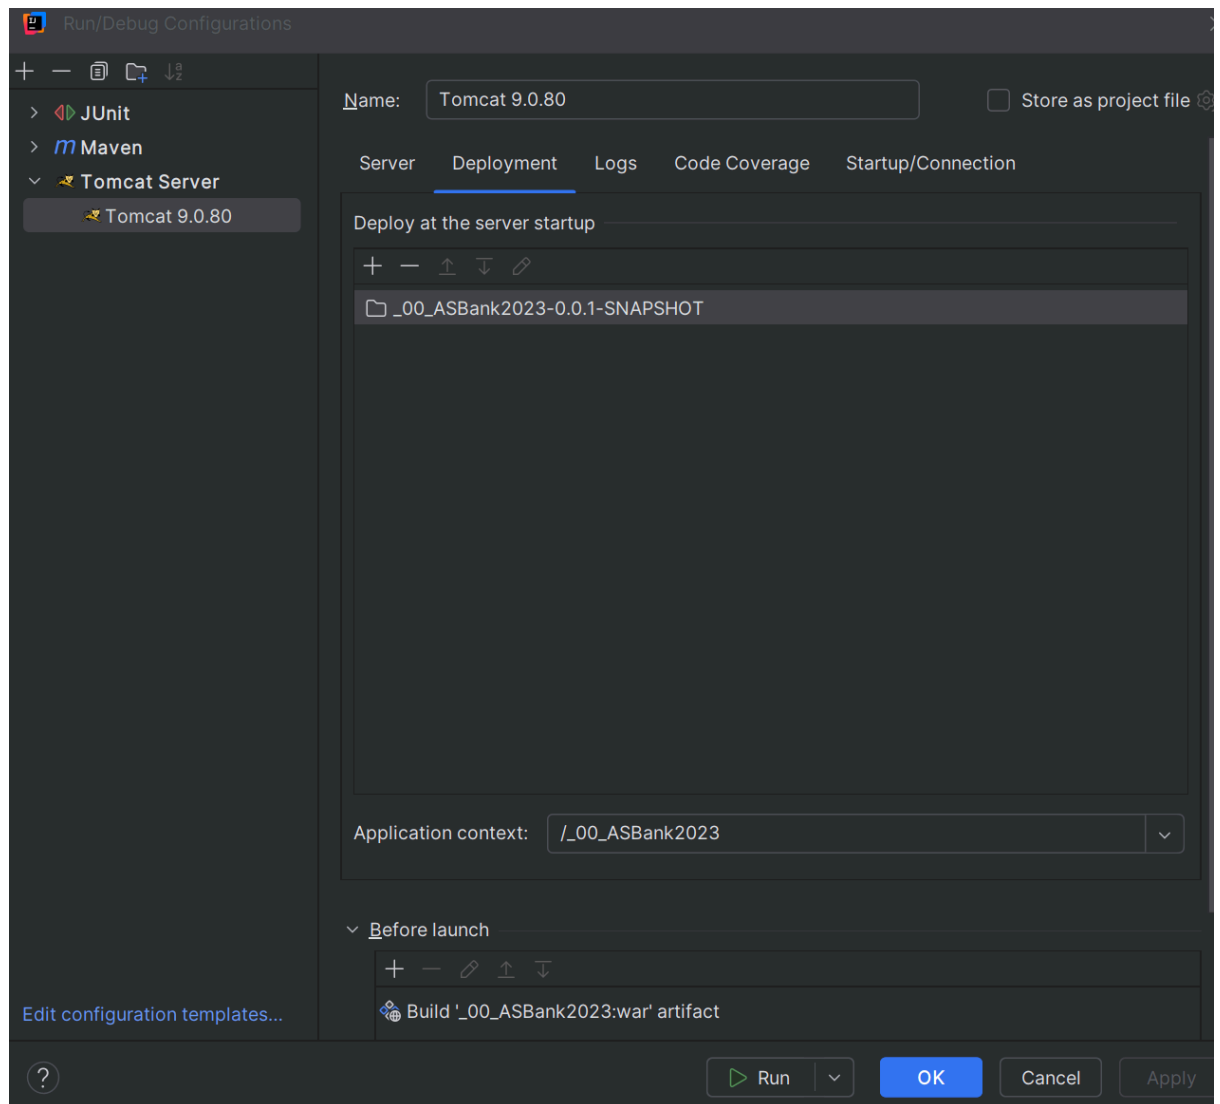 Run/Debug Configurations
Name: Tomcat 9.0.80 Store as project file
JUnit
Maven
Tomcat Server
Tomcat 9.0.80
Server Deployment Logs Code Coverage Startup/Connection
Deploy at the server startup
_00_ASBank2023-0.0.1-SNAPSHOT
Application context: /_00_ASBank2023
Before launch
Build '_00_ASBank2023:war' artifact
Edit configuration templates...
? Run OK Cancel Apply